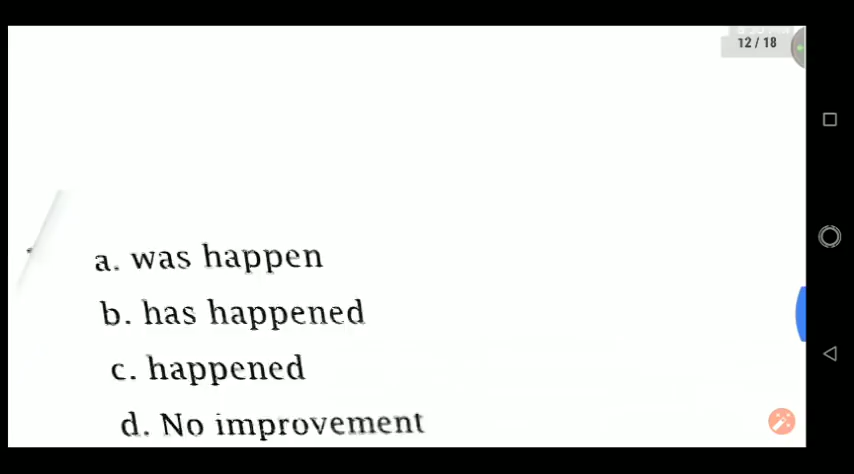 12 / 18
a. was happen
b. has happened
c. happened
d. No improvement